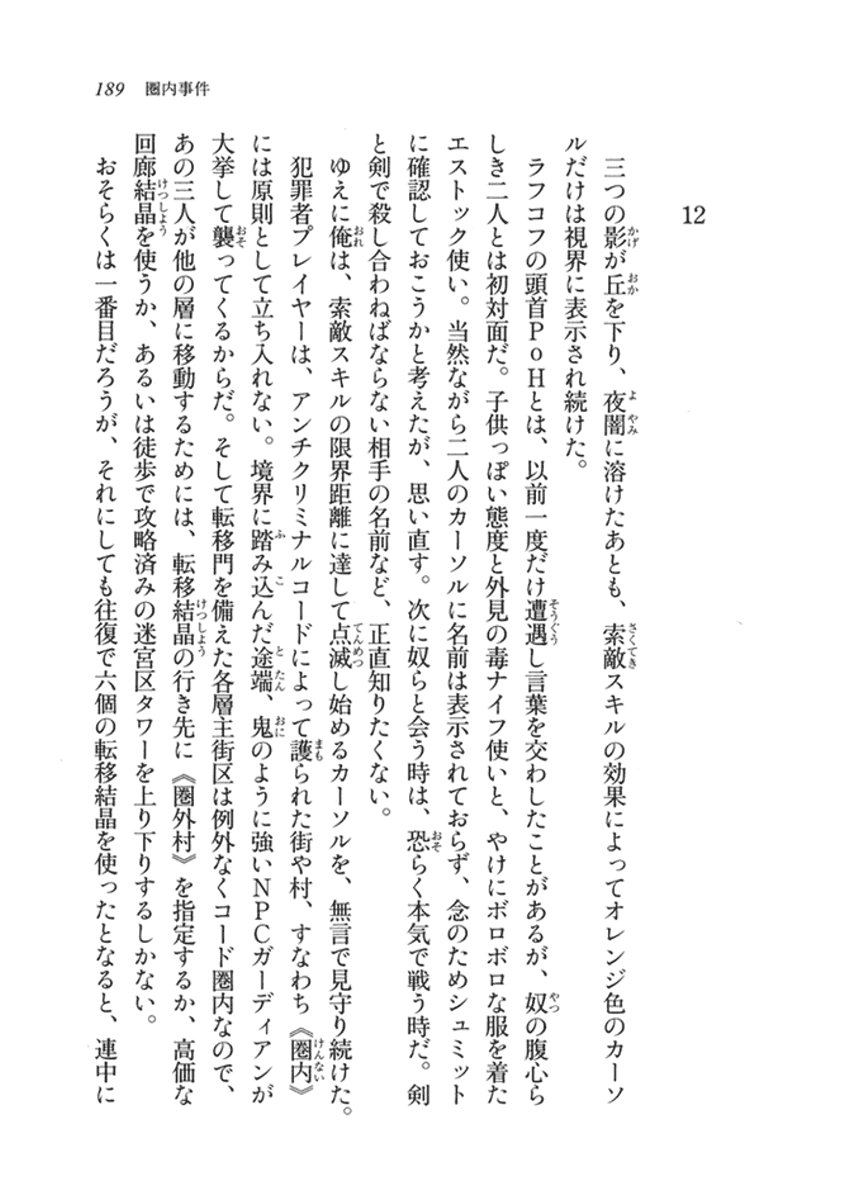 189 圏内事件
12
三つの影が丘を下り、夜闇に溶けたあとも、索敵スキルの効果によってオレンジ色のカーソ
ルだけは視界に表示され続けた。
ラフコフの頭首PoHとは、以前一度だけ遭遇し言葉を交わしたことがあるが、奴の腹心ら
しき二人とは初対面だ。子供っぽい態度と外見の毒ナイフ使いと、やけにボロボロな服を着た
エストック使い。当然ながら二人のカーソルに名前は表示されておらず、念のためシュミット
に確認しておこうかと考えたが、思い直す。次に奴らと会う時は、恐らく本気で戦う時だ。剣
と剣で殺し合わねばならない相手の名前など、正直知りたくない。
ゆえに俺は、索敵スキルの限界距離に達して点滅し始めるカーソルを、無言で見守り続けた。
犯罪者プレイヤーは、アンチクリミナルコードによって護られた街や村、すなわち《圏内》
には原則として立ち入れない。境界に踏み込んだ途端、鬼のように強いNPCガーディアンが
大挙して襲ってくるからだ。そして転移門を備えた各層主街区は例外なくコード圏内なので、
あの三人が他の層に移動するためには、転移結晶の行き先に《圏外村》を指定するか、高価な
回廊結晶を使うか、あるいは徒歩で攻略済みの迷宮区タワーを上り下りするしかない。
おそらくは一番目だろうが、それにしても往復で六個の転移結晶を使ったとなると、連中に